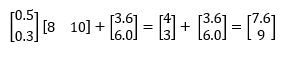 [0.5 0.3] [8 10] + [3.6 6.0] = [4 3] + [3.6 6.0] = [7.6 9]